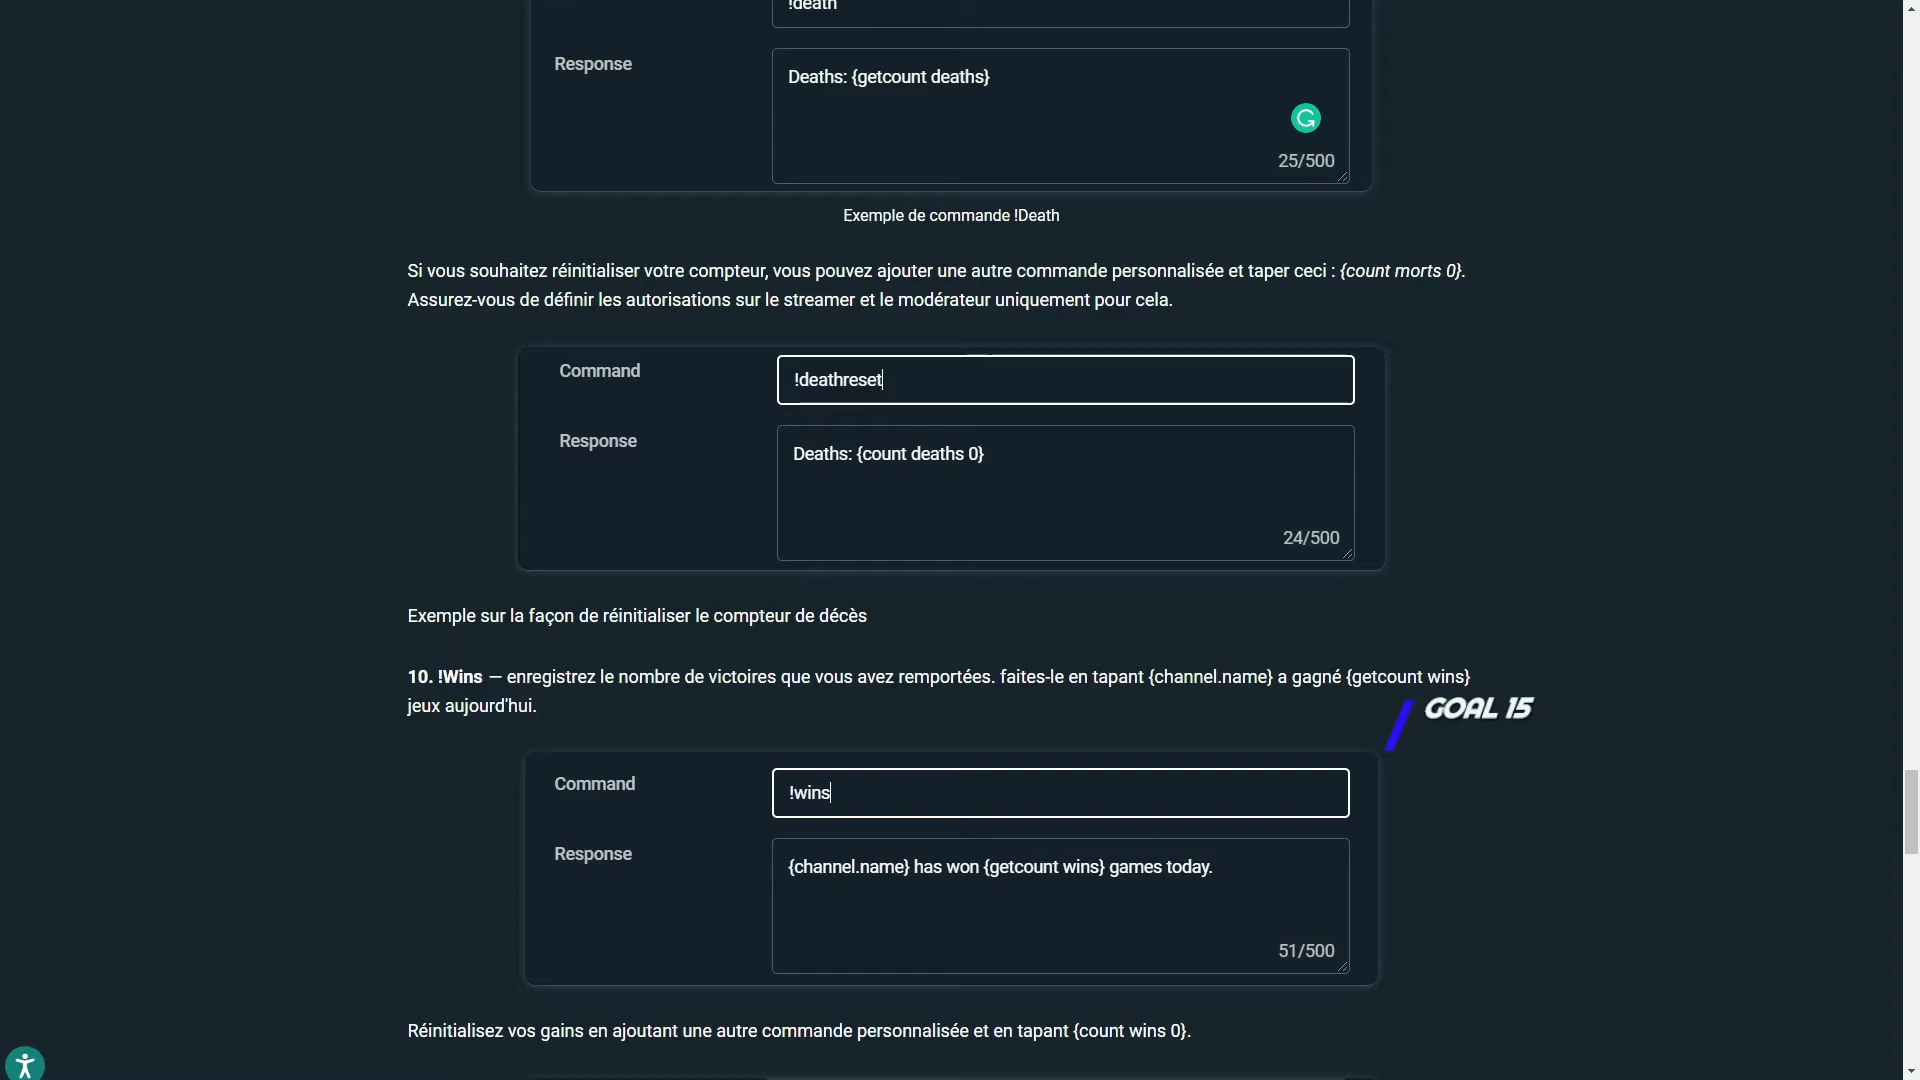 !death
Response
Deaths: {getcount deaths}
25/500
Exemple de commande !Death
Si vous souhaitez réinitialiser votre compteur, vous pouvez ajouter une autre commande personnalisée et taper ceci : {count morts 0}.
Assurez-vous de définir les autorisations sur le streamer et le modérateur uniquement pour cela.
Command
!deathreset
Response
Deaths: {count deaths 0}
24/500
Exemple sur la façon de réinitialiser le compteur de décès
10. !Wins — enregistrez le nombre de victoires que vous avez remportées. faites-le en tapant {channel.name} a gagné {getcount wins}
jeux aujourd'hui.
GOAL 15
Command
!wins
Response
{channel.name} has won {getcount wins} games today.
51/500
Réinitialisez vos gains en ajoutant une autre commande personnalisée et en tapant {count wins 0}.